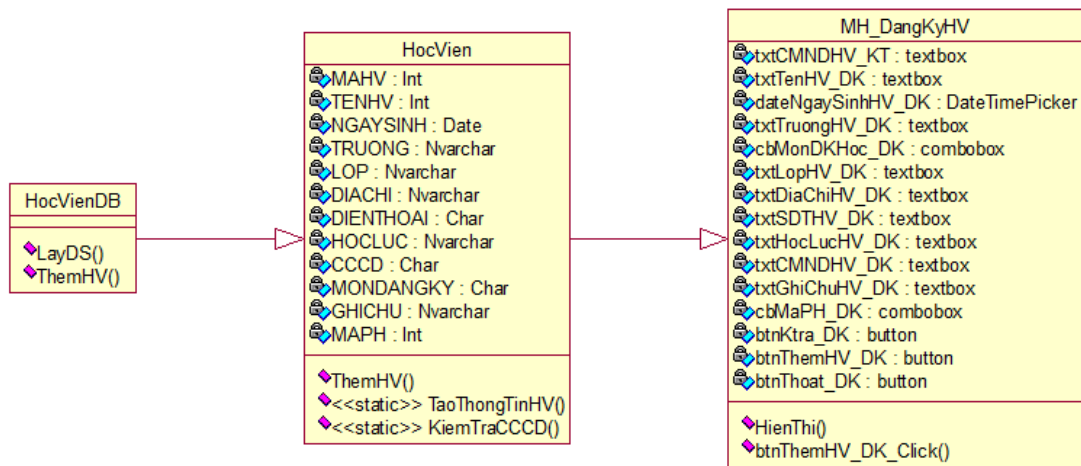 HocVienDB
LayDS()
ThemHV()
HocVien
MAHV : Int
TENHV : Int
NGAYSINH : Date
TRUONG : Nvarchar
LOP : Nvarchar
DIACHI : Nvarchar
DIENTHOAI : Char
HOCLUC : Nvarchar
CCCD : Char
MONDANGKY : Char
GHICHU : Nvarchar
MAPH : Int
ThemHV()
<<static>> TaoThongTinHV()
<<static>> KiemTraCCCD()
MH_DangKyHV
txtCMNDHV_KT : textbox
txtTenHV_DK : textbox
dateNgaySinhHV_DK : DateTimePicker
txtTruongHV_DK : textbox
cbMonDKHoc_DK : combobox
txtLopHV_DK : textbox
txtDiaChiHV_DK : textbox
txtSDTHV_DK : textbox
txtHocLucHV_DK : textbox
txtCMNDHV_DK : textbox
txtGhiChuHV_DK : textbox
cbMaPH_DK : combobox
btnKtra_DK : button
btnThemHV_DK : button
btnThoat_DK : button
HienThi()
btnThemHV_DK_Click()